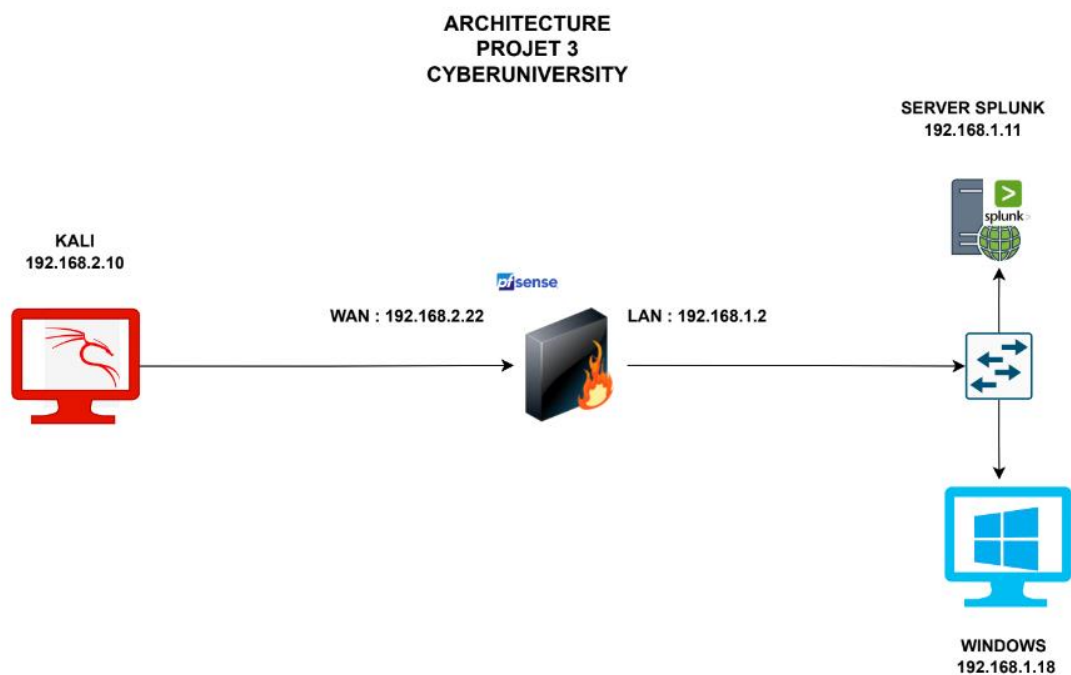 ARCHITECTURE
PROJET 3
CYBERUNIVERSITY
SERVER SPLUNK
192.168.1.11
splunk>
KALI
192.168.2.10
pfsense
WAN : 192.168.2.22
LAN : 192.168.1.2
WINDOWS
192.168.1.18